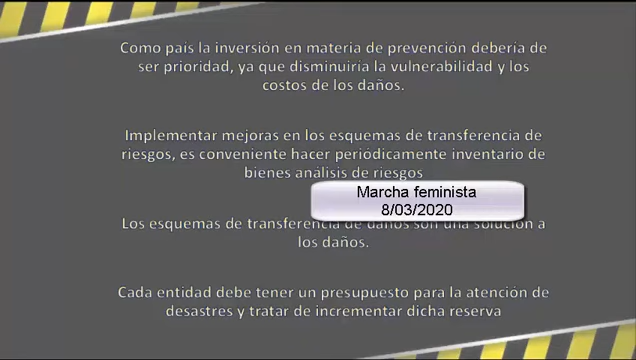 Como país la inversión en materia de prevención debería de
ser prioridad, ya que disminuiría la vulnerabilidad y los
costos de los daños.
Implementar mejoras en los esquemas de transferencia de
riesgos, es conveniente hacer periódicamente inventario de
bienes análisis de riesgos
Marcha feminista
8/03/2020
Los esquemas de transferencia de daños son una solución a
los daños.
Cada entidad debe tener un presupuesto para la atención de
desastres y tratar de incrementar dicha reserva